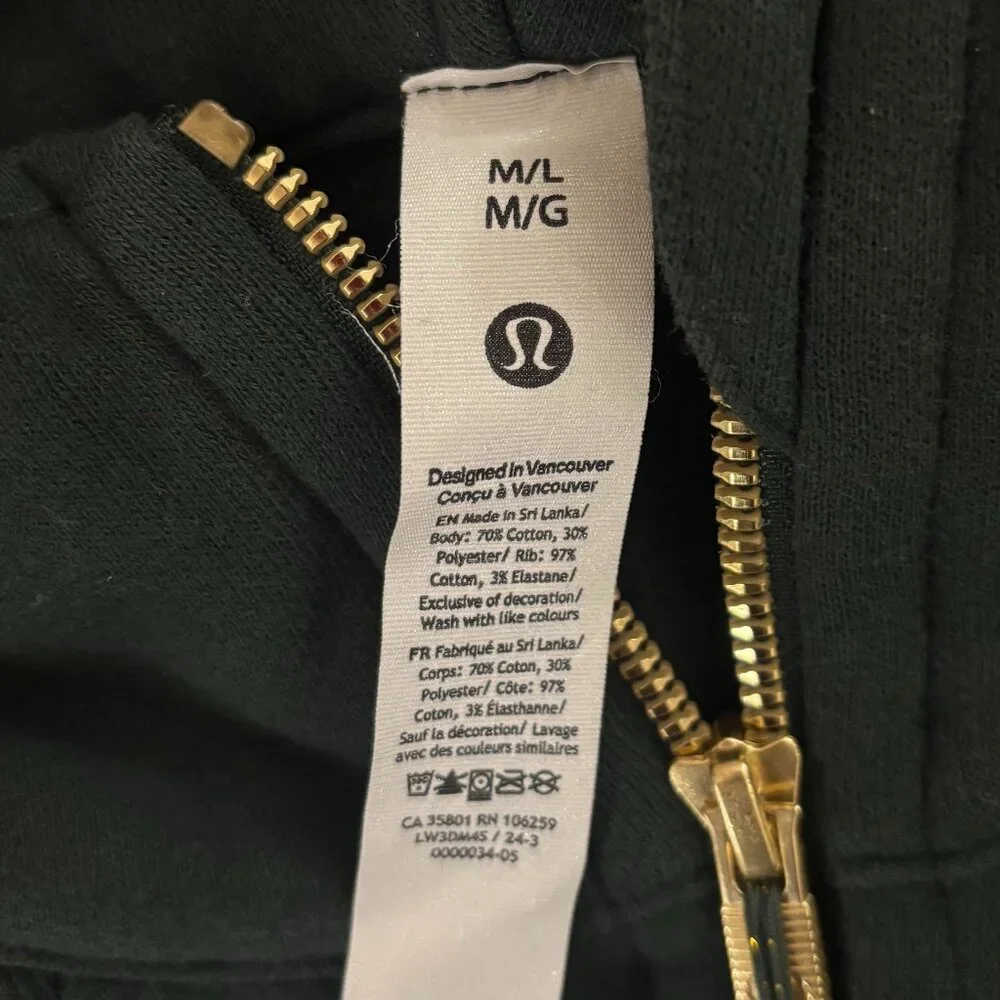 M/L
M/G
Designed in Vancouver
Conçu à Vancouver
EN Made in Sri Lanka/
Body: 70% Cotton, 30%
Polyester/ Rib: 97%
Cotton, 3% Elastane/
Exclusive of decoration/
Wash with like colours
FR Fabriqué au Sri Lanka/
Corps: 70% Coton, 30%
Polyester/ Côte: 97%
Coton, 3% Élasthanne/
Sauf la décoration/ Lavage
avec des couleurs similaires
CA 35801 RN 106259
LW3DM4S / 24-3
0000034-05